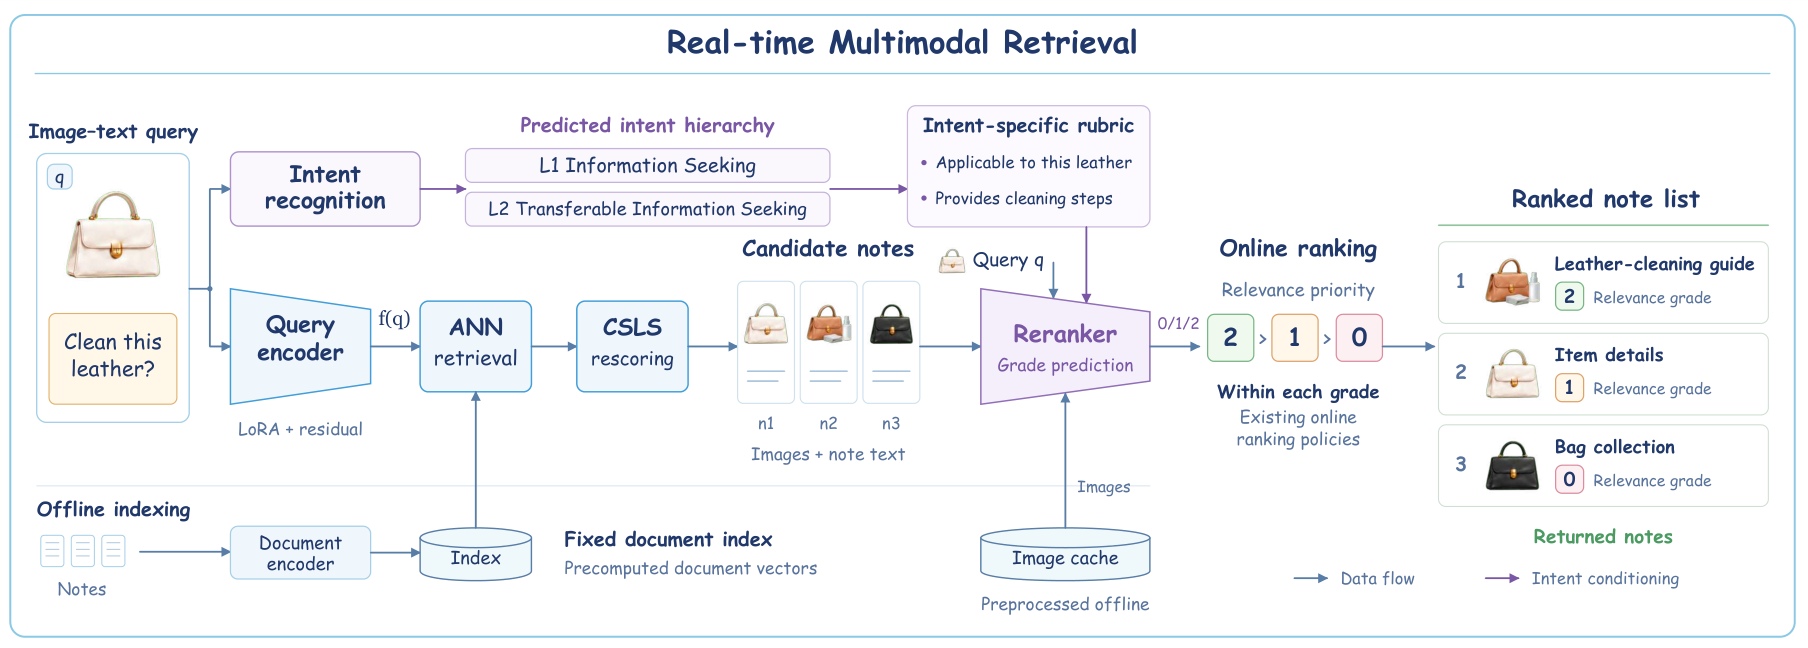 Real-time Multimodal Retrieval
Image-text query
q
Clean this
leather?
Intent
recognition
Predicted intent hierarchy
L1 Information Seeking
L2 Transferable Information Seeking
Intent-specific rubric
• Applicable to this leather
• Provides cleaning steps
Query
encoder
LoRA + residual
f(q)
ANN
retrieval
CSLS
rescoring
Candidate notes
n1
n2
n3
Images + note text
Query q
Reranker
Grade prediction
0/1/2
Online ranking
Relevance priority
2 > 1 > 0
Within each grade
Existing online
ranking policies
Ranked note list
1
Leather-cleaning guide
2 Relevance grade
2
Item details
1 Relevance grade
3
Bag collection
0 Relevance grade
Returned notes
Offline indexing
Notes
Document
encoder
Index
Fixed document index
Precomputed document vectors
Images
Image cache
Preprocessed offline
Data flow
Intent conditioning